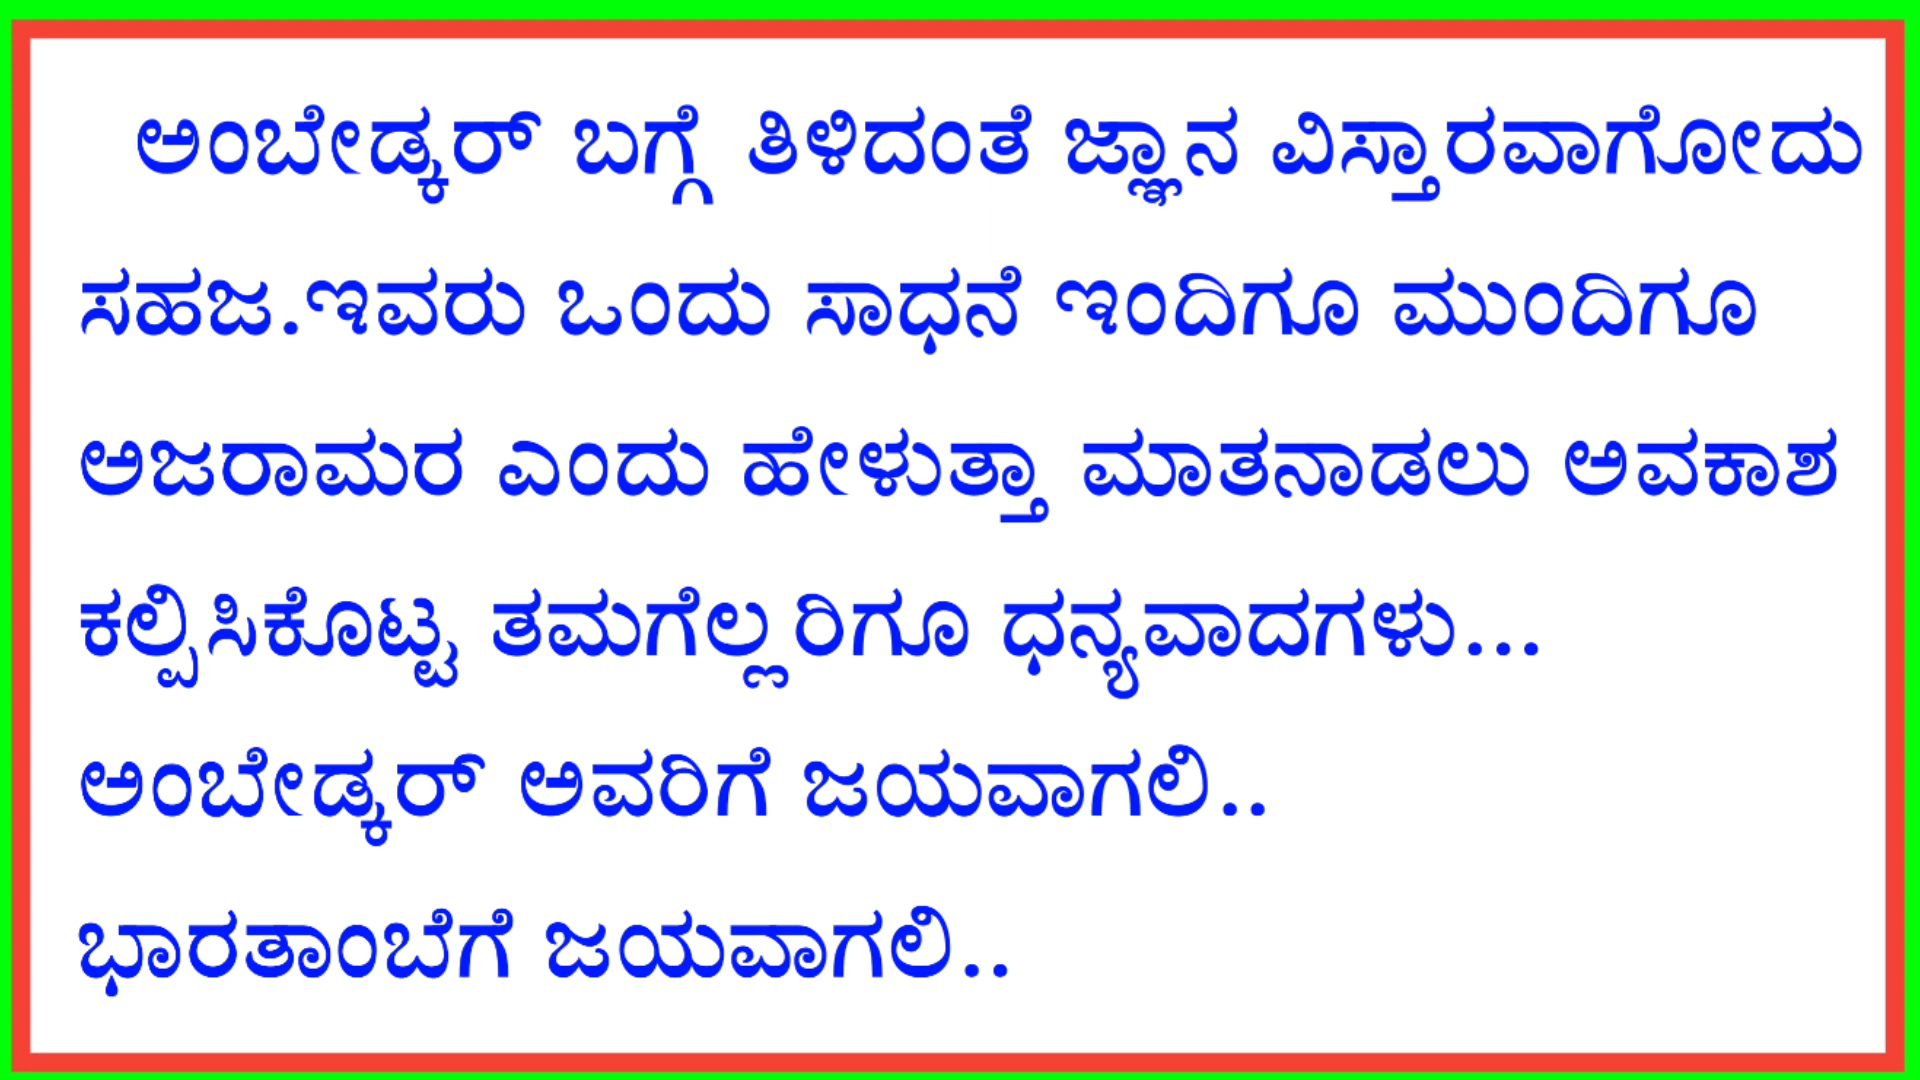 ಅಂಬೇಡ್ಕರ್ ಬಗ್ಗೆ ತಿಳಿದಂತೆ ಜ್ಞಾನ ವಿಸ್ತಾರವಾಗೋದು
ಸಹಜ.ಇವರು ಒಂದು ಸಾಧನೆ ಇಂದಿಗೂ ಮುಂದಿಗೂ
ಅಜರಾಮರ ಎಂದು ಹೇಳುತ್ತಾ ಮಾತನಾಡಲು ಅವಕಾಶ
ಕಲ್ಪಿಸಿಕೊಟ್ಟ ತಮಗೆಲ್ಲರಿಗೂ ಧನ್ಯವಾದಗಳು...
ಅಂಬೇಡ್ಕರ್ ಅವರಿಗೆ ಜಯವಾಗಲಿ..
ಭಾರತಾಂಬೆಗೆ ಜಯವಾಗಲಿ..